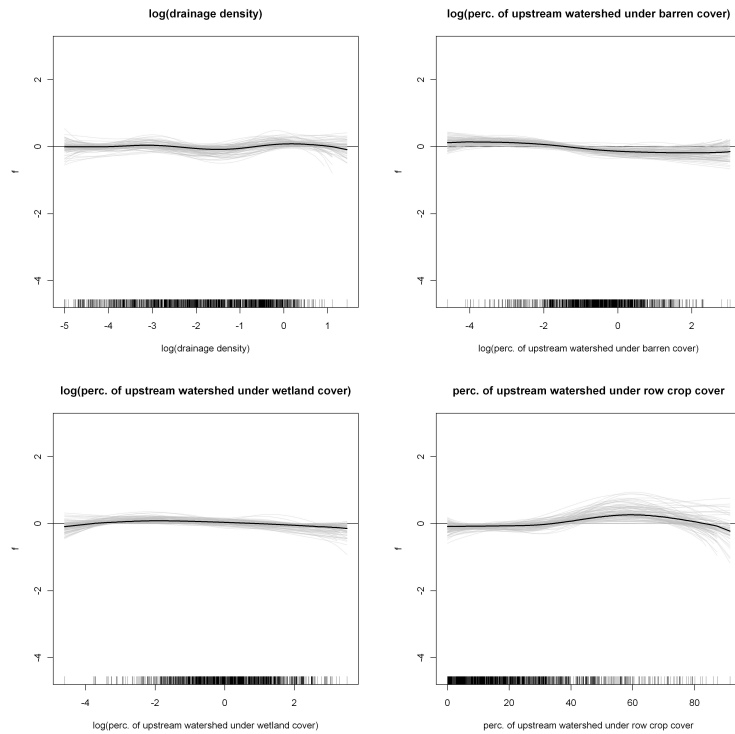 log(drainage density)
f
2
0
-2
-4
-5 -4 -3 -2 -1 0 1
log(drainage density)
log(perc. of upstream watershed under barren cover)
f
2
0
-2
-4
-4 -2 0 2
log(perc. of upstream watershed under barren cover)
log(perc. of upstream watershed under wetland cover)
f
2
0
-2
-4
-4 -2 0 2
log(perc. of upstream watershed under wetland cover)
perc. of upstream watershed under row crop cover
f
2
0
-2
-4
0 20 40 60 80
perc. of upstream watershed under row crop cover